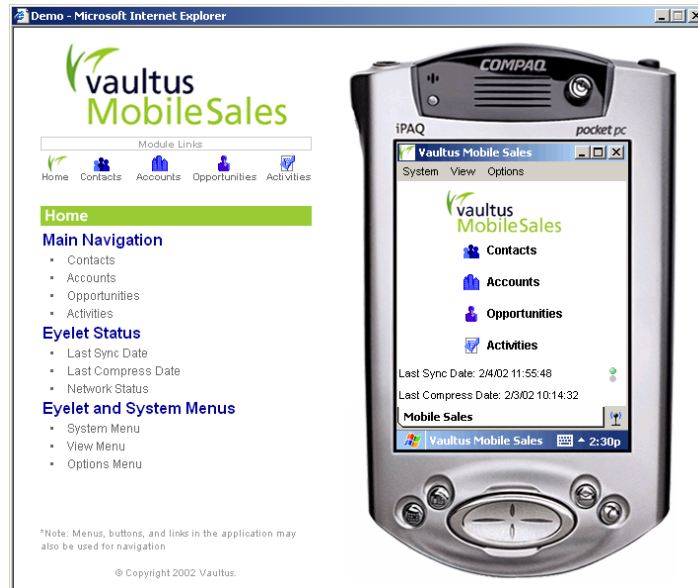 Demo - Microsoft Internet Explorer
vaultus
MobileSales
Module Links
Home Contacts Accounts Opportunities Activities
Home
Main Navigation
▪ Contacts
▪ Accounts
▪ Opportunities
▪ Activities
Eyelet Status
▪ Last Sync Date
▪ Last Compress Date
▪ Network Status
Eyelet and System Menus
▪ System Menu
▪ View Menu
▪ Options Menu
*Note: Menus, buttons, and links in the application may
also be used for navigation
© Copyright 2002 Vaultus.
COMPAQ
iPAQ pocket pc
Vaultus Mobile Sales
System View Options
vaultus
MobileSales
Contacts
Accounts
Opportunities
Activities
Last Sync Date: 2/4/02 11:55:48
Last Compress Date: 2/3/02 10:14:32
Mobile Sales
Vaultus Mobile Sales 2:30p